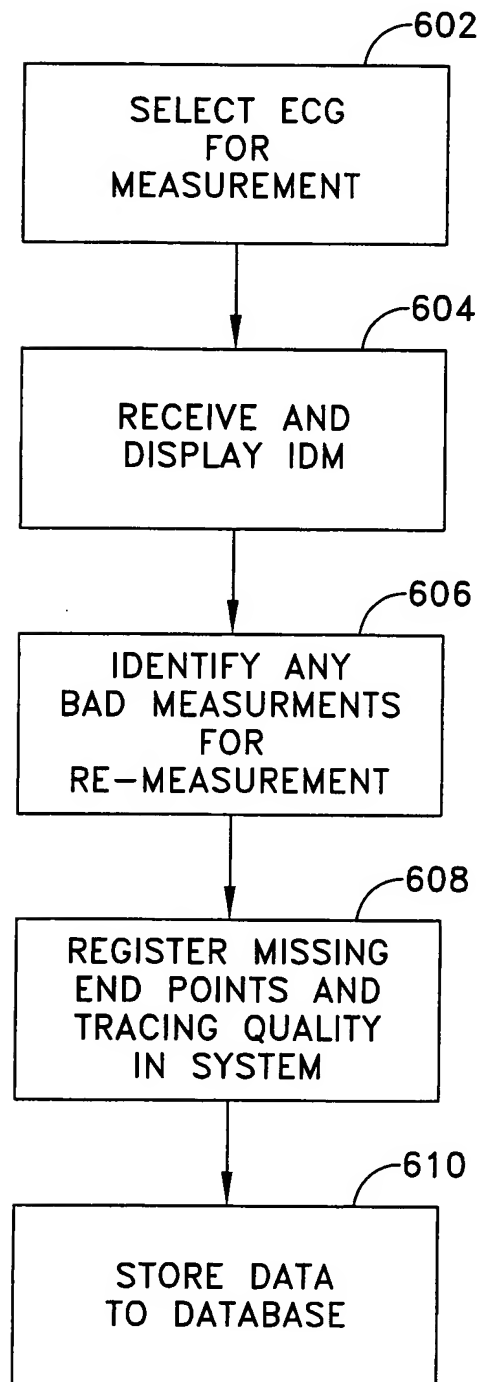 602
SELECT ECG
FOR
MEASUREMENT
604
RECEIVE AND
DISPLAY IDM
606
IDENTIFY ANY
BAD MEASURMENTS
FOR
RE-MEASUREMENT
608
REGISTER MISSING
END POINTS AND
TRACING QUALITY
IN SYSTEM
610
STORE DATA
TO DATABASE